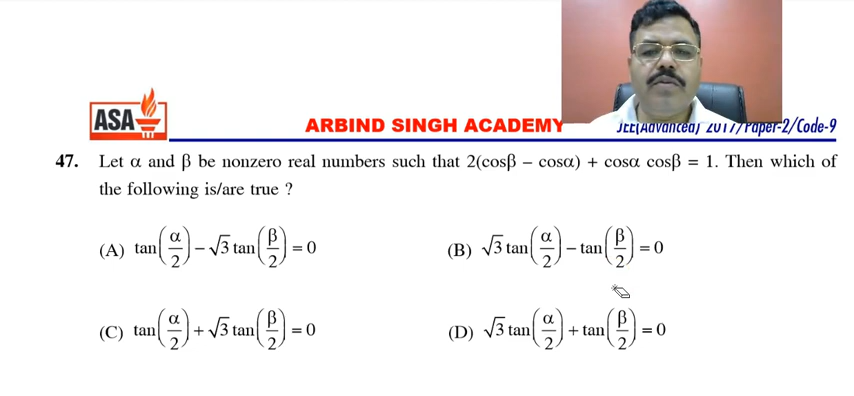 ASA
ARBIND SINGH ACADEMY
JEE(Advanced) 2017/Paper-2/Code-9
47. Let α and β be nonzero real numbers such that 2(cosβ − cosα) + cosα cosβ = 1. Then which of
the following is/are true ?
(A) tan(α/2) − √3 tan(β/2) = 0
(B) √3 tan(α/2) − tan(β/2) = 0
(C) tan(α/2) + √3 tan(β/2) = 0
(D) √3 tan(α/2) + tan(β/2) = 0